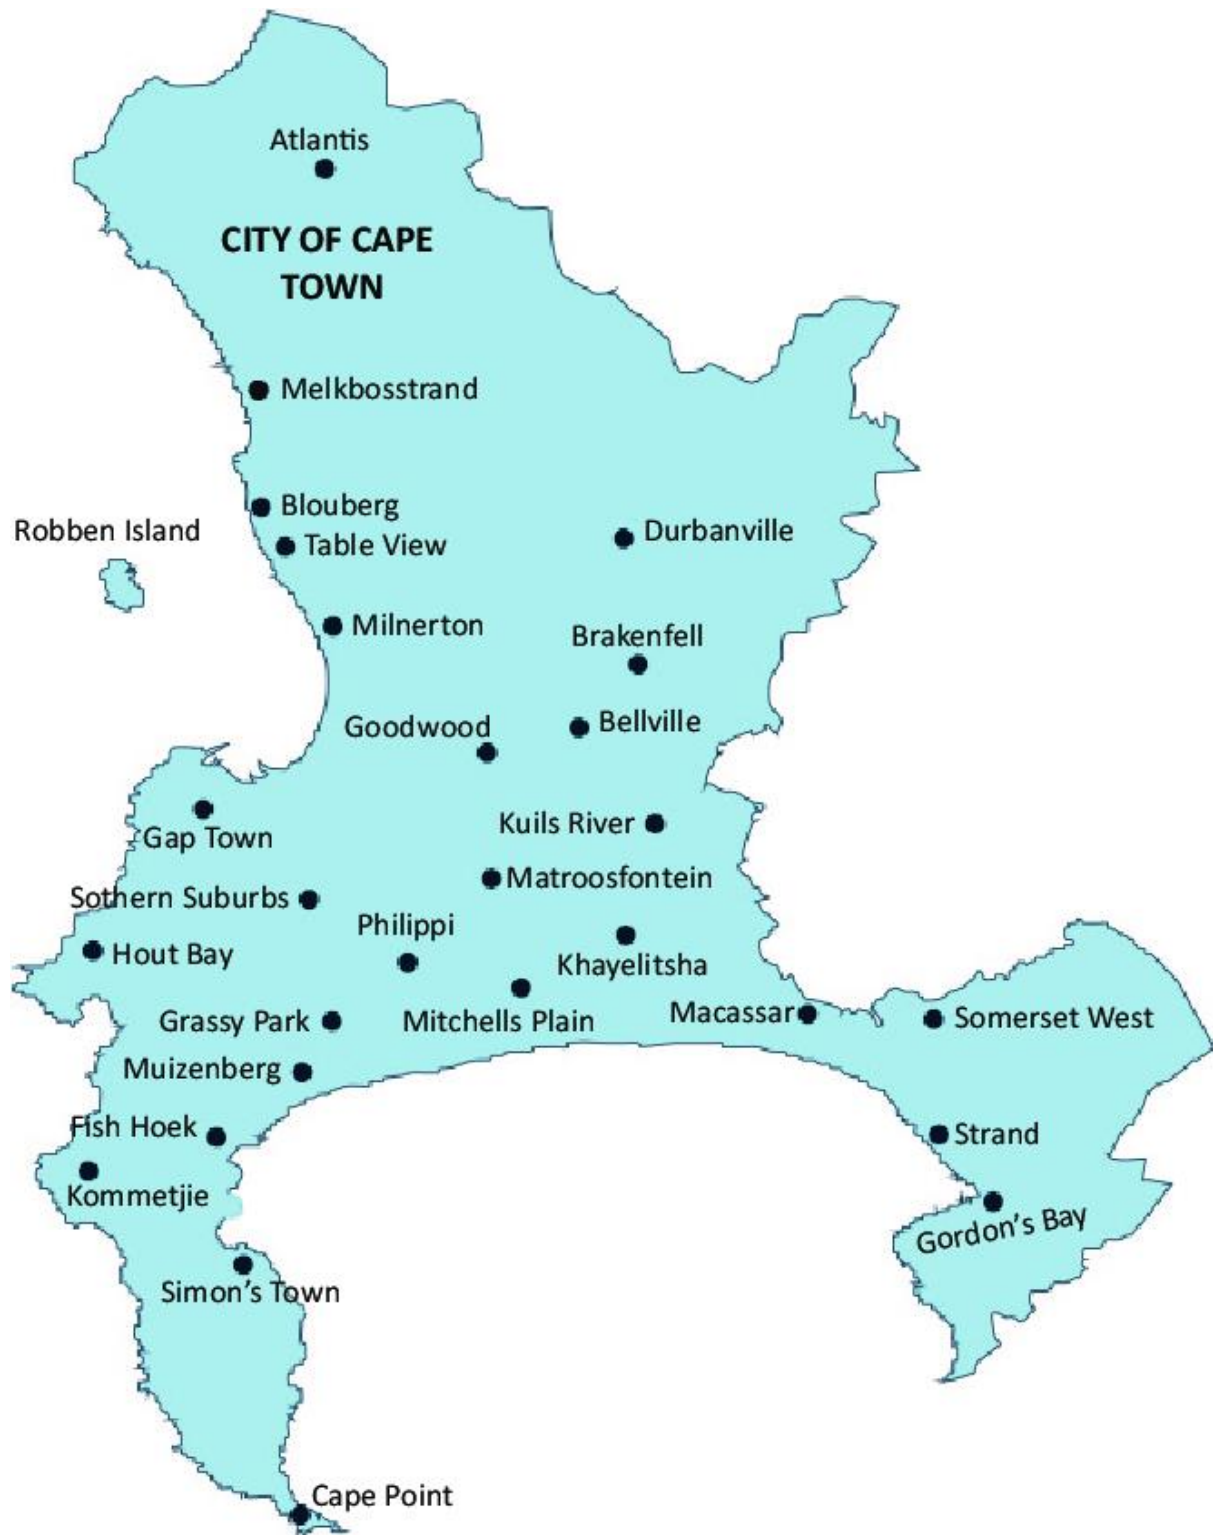 Atlantis
CITY OF CAPE
TOWN
Melkbosstrand
Blouberg
Robben Island
Durbanville
Table View
Milnerton
Brakenfell
Bellville
Goodwood
Kuils River
Gap Town
Matroosfontein
Sothern Suburbs
Philippi
Hout Bay
Khayelitsha
Macassar
Somerset West
Grassy Park
Mitchells Plain
Muizenberg
Fish Hoek
Strand
Kommetjie
Gordon's Bay
Simon's Town
Cape Point